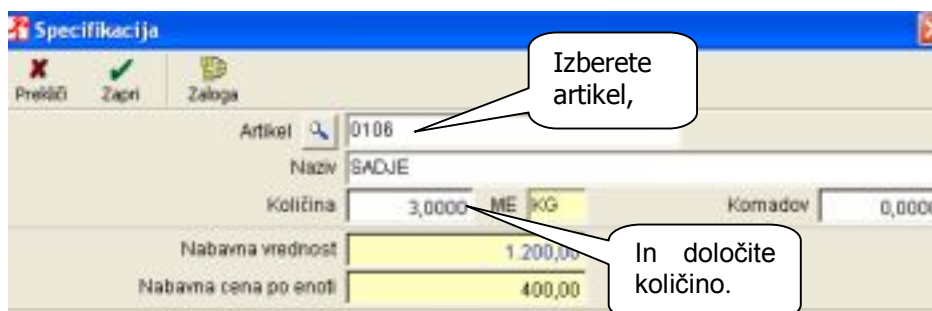 Specifikacija
Prekliči Zapri Zaloga
Izberete
artikel,
Artikel 0106
Naziv SADJE
Količina 3,0000 ME KG Komadov 0,0000
Nabavna vrednost 1.200,00
Nabavna cena po enoti 400,00
In določite
količino.